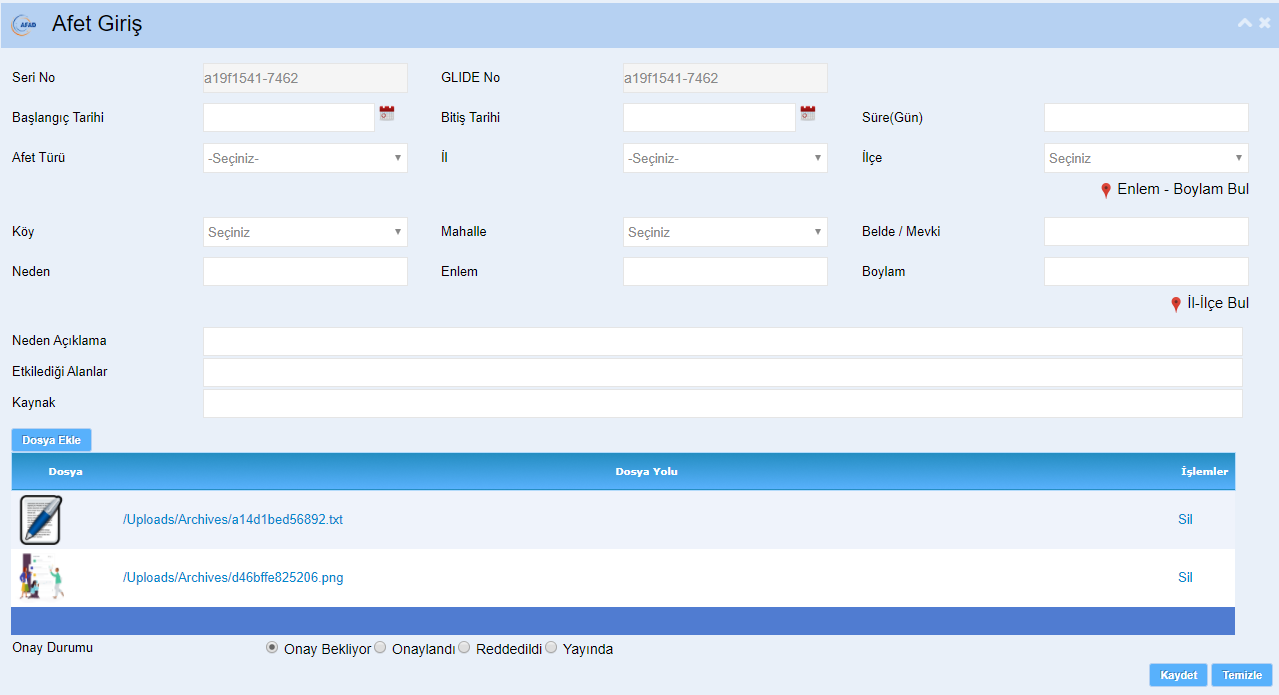 AFAD Afet Giriş
Seri No a19f1541-7462 GLIDE No a19f1541-7462
Başlangıç Tarihi Bitiş Tarihi Süre(Gün)
Afet Türü -Seçiniz- İl -Seçiniz- İlçe Seçiniz
Enlem - Boylam Bul
Köy Seçiniz Mahalle Seçiniz Belde / Mevki
Neden Enlem Boylam
İl-İlçe Bul
Neden Açıklama
Etkilediği Alanlar
Kaynak
Dosya Ekle
Dosya Dosya Yolu İşlemler
/Uploads/Archives/a14d1bed56892.txt Sil
/Uploads/Archives/d46bffe825206.png Sil
Onay Durumu Onay Bekliyor Onaylandı Reddedildi Yayında
Kaydet Temizle